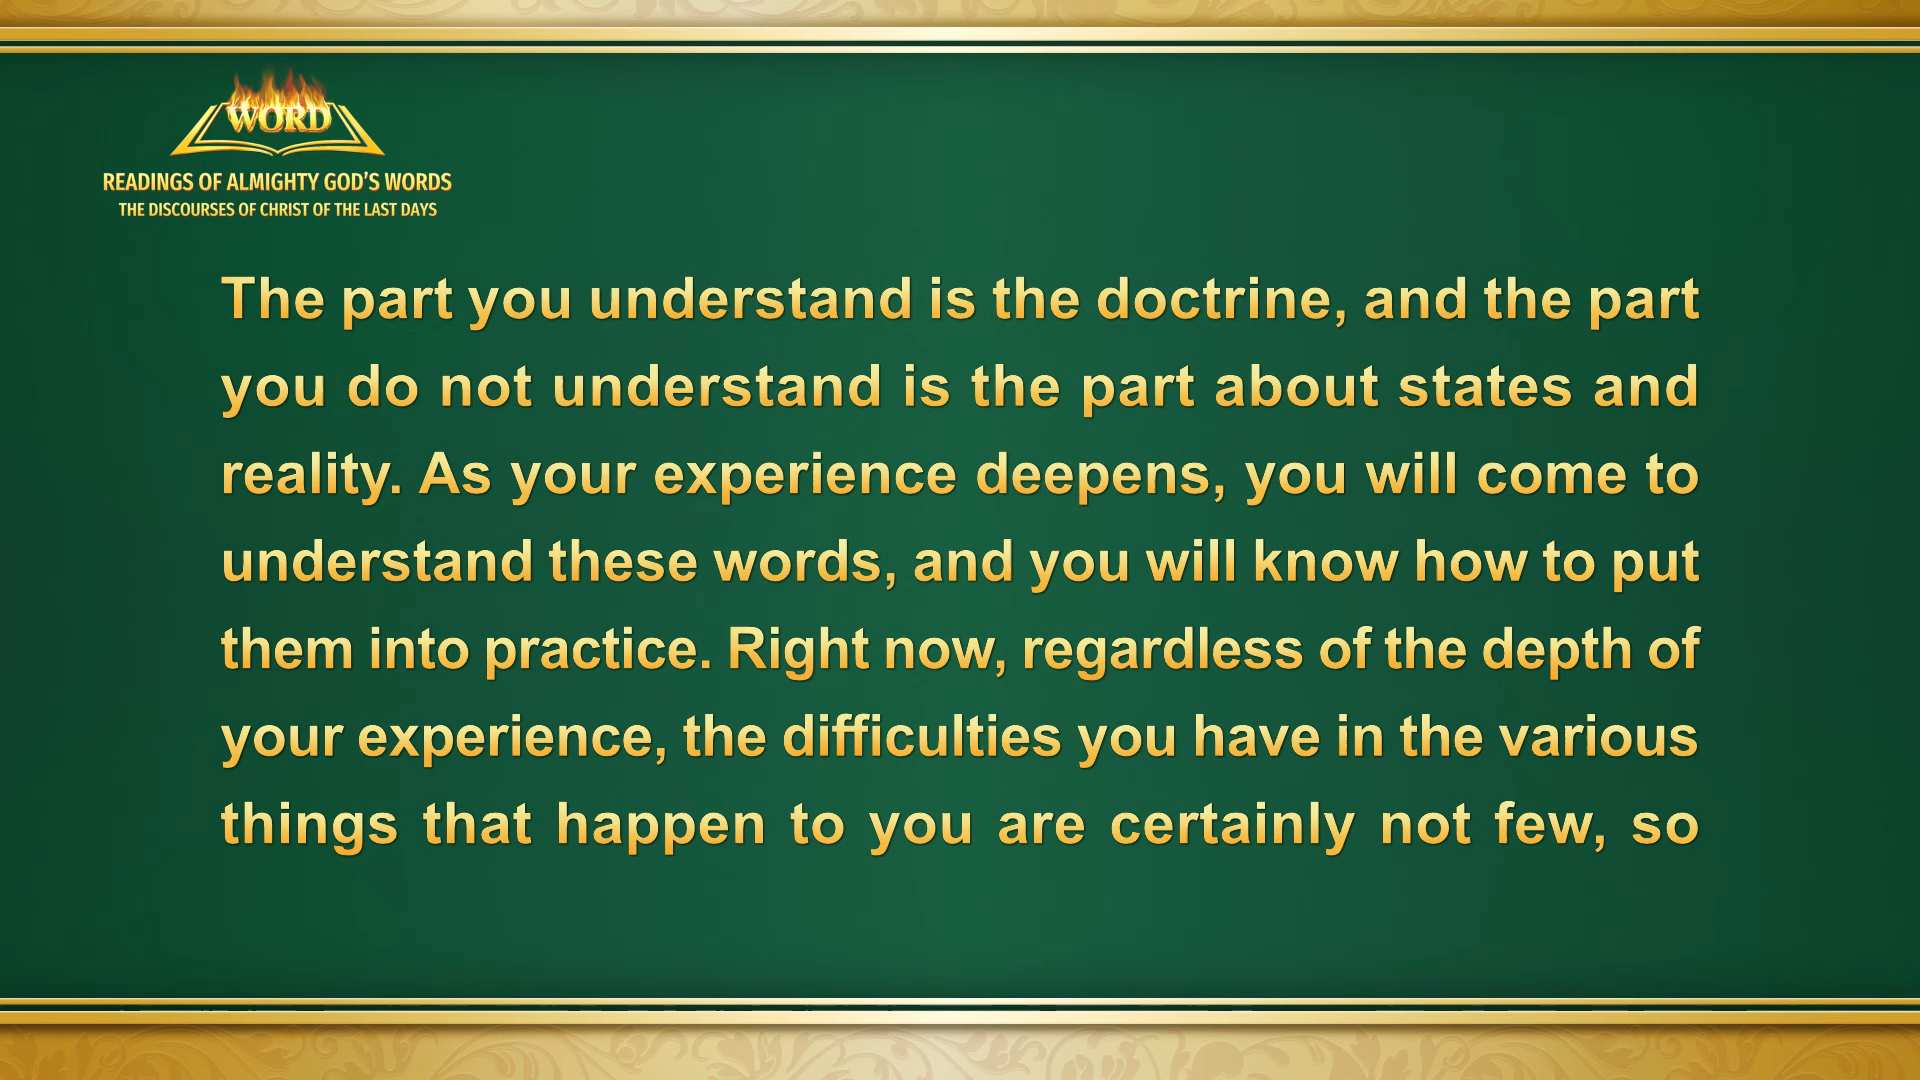 WORD
READINGS OF ALMIGHTY GOD'S WORDS
THE DISCOURSES OF CHRIST OF THE LAST DAYS
The part you understand is the doctrine, and the part
you do not understand is the part about states and
reality. As your experience deepens, you will come to
understand these words, and you will know how to put
them into practice. Right now, regardless of the depth of
your experience, the difficulties you have in the various
things that happen to you are certainly not few, so